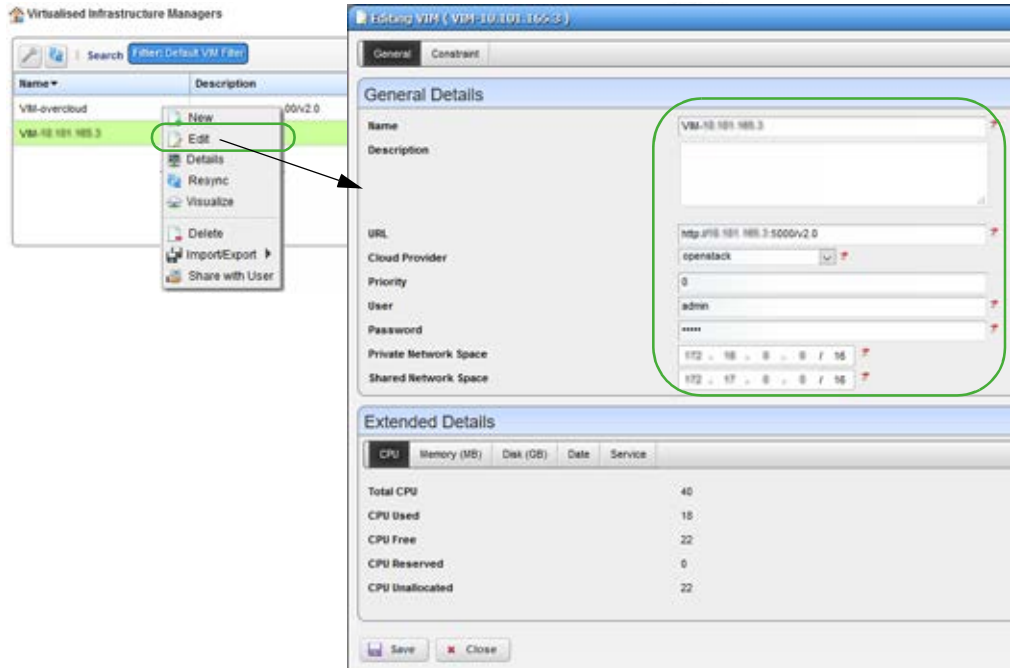 Virtualised Infrastructure Managers
Search Filter: Default VIM Filter
Name Description
VIM-overcloud 00/v2.0
VIM-10.101.165.3
New
Edit
Details
Resync
Visualize
Delete
Import/Export
Share with User
Editing VIM ( VIM-10.101.165.3 )
General Constraint
General Details
Name VIM-10.101.165.3 *
Description
URL http://10.101.165.3:5000/v2.0 *
Cloud Provider openstack *
Priority 0
User admin *
Password ••••• *
Private Network Space 172 . 18 . 0 . 0 / 16 *
Shared Network Space 172 . 17 . 0 . 0 / 16 *
Extended Details
CPU Memory (MB) Disk (GB) Date Service
Total CPU 40
CPU Used 18
CPU Free 22
CPU Reserved 0
CPU Unallocated 22
Save Close